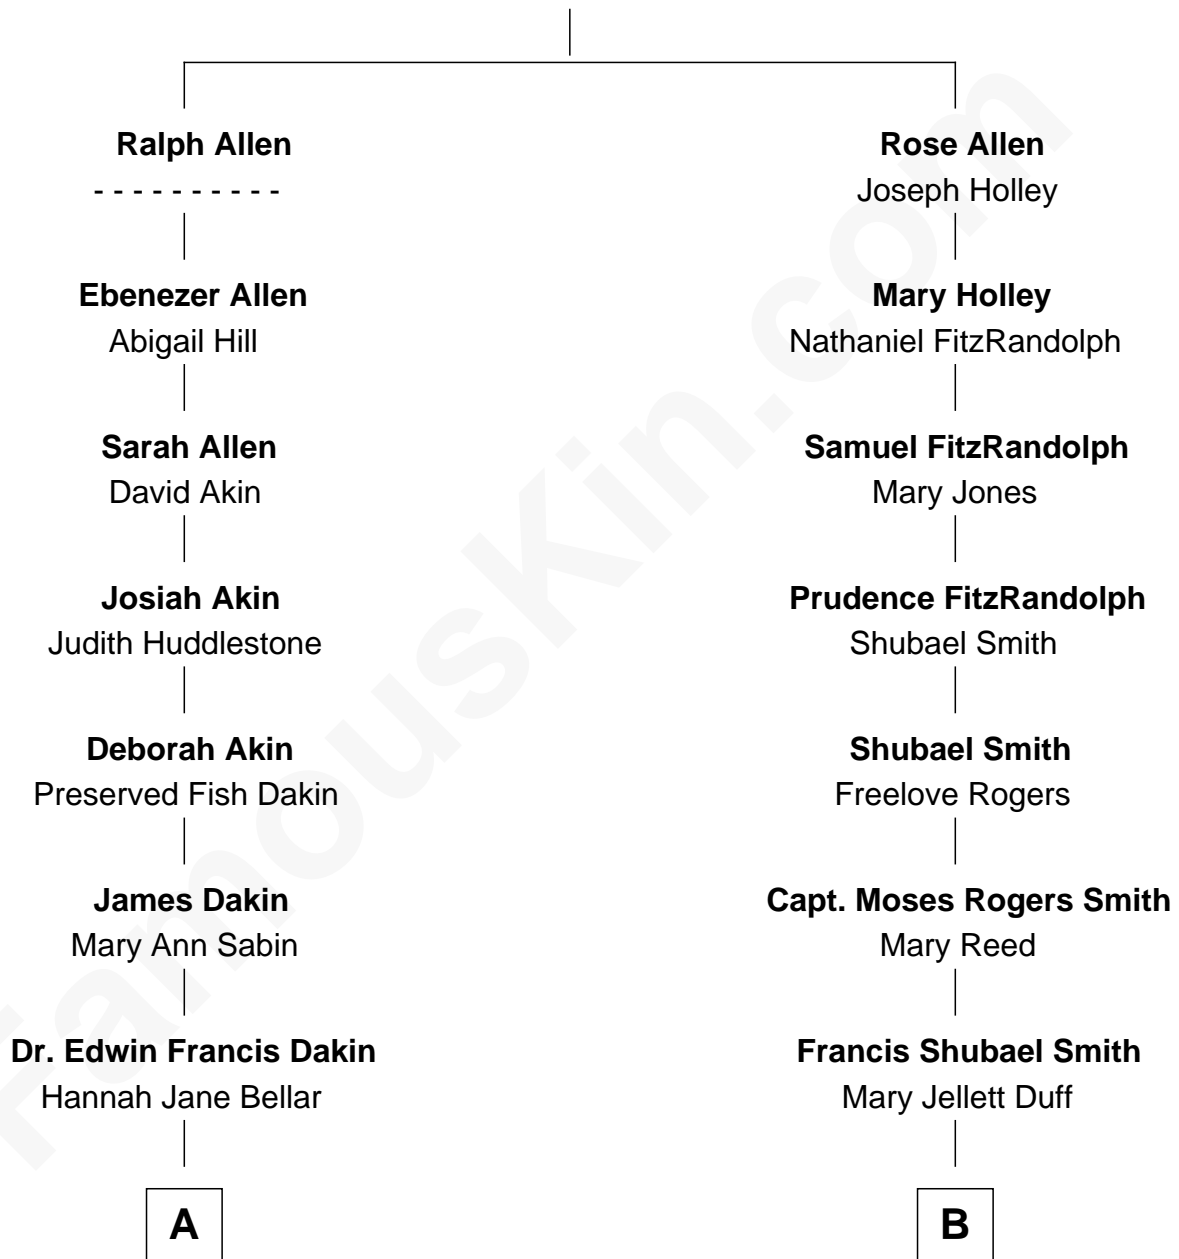 Ralph Allen
- - - - - - - - - -
Ebenezer Allen
Abigail Hill
Sarah Allen
David Akin
Josiah Akin
Judith Huddlestone
Deborah Akin
Preserved Fish Dakin
James Dakin
Mary Ann Sabin
Dr. Edwin Francis Dakin
Hannah Jane Bellar
A
Rose Allen
Joseph Holley
Mary Holley
Nathaniel FitzRandolph
Samuel FitzRandolph
Mary Jones
Prudence FitzRandolph
Shubael Smith
Shubael Smith
Freelove Rogers
Capt. Moses Rogers Smith
Mary Reed
Francis Shubael Smith
Mary Jellett Duff
B
FamousKin.com